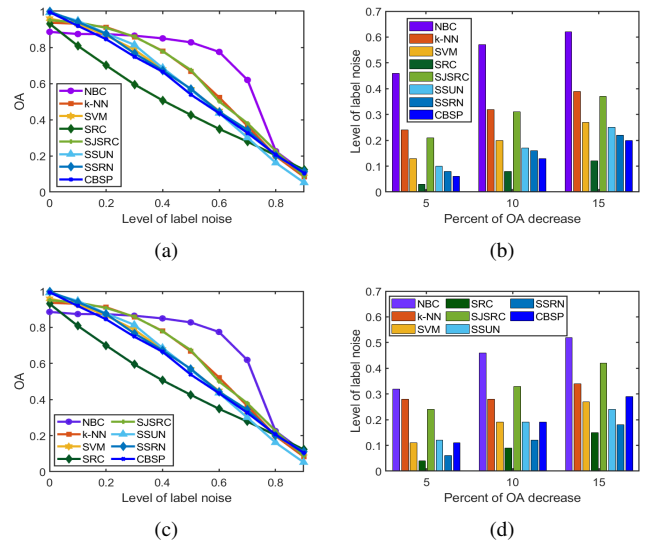 1
0.8
0.6
0.4
0.2
0
OA
NBC
k-NN
SVM
SRC
SJSRC
SSUN
SSRN
CBSP
0 0.2 0.4 0.6 0.8
Level of label noise
(a)
0.7
0.6
0.5
0.4
0.3
0.2
0.1
0
Level of label noise
NBC
k-NN
SVM
SRC
SJSRC
SSUN
SSRN
CBSP
5 10 15
Percent of OA decrease
(b)
1
0.8
0.6
0.4
0.2
0
OA
NBC SJSRC
k-NN SSUN
SVM SSRN
SRC CBSP
0 0.2 0.4 0.6 0.8
Level of label noise
(c)
0.7
0.6
0.5
0.4
0.3
0.2
0.1
0
Level of label noise
NBC SRC SSRN
k-NN SJSRC CBSP
SVM SSUN
5 10 15
Percent of OA decrease
(d)